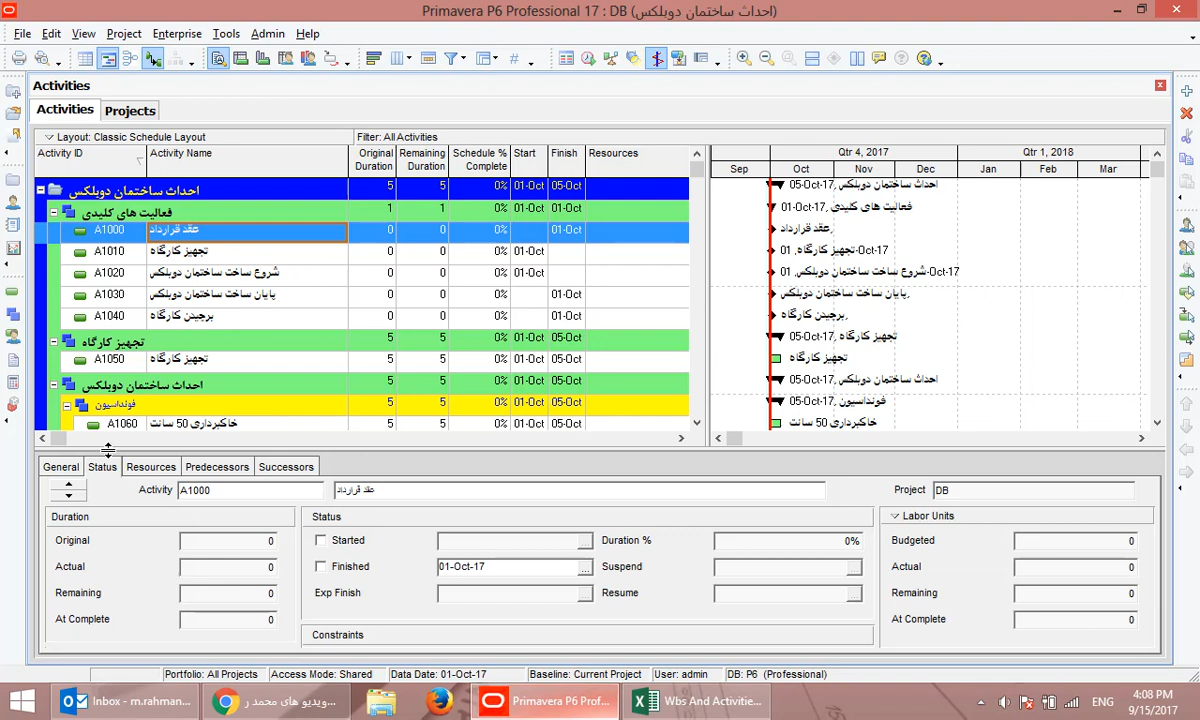 Primavera P6 Professional 17 : DB (احداث ساختمان دوبلکس)
File Edit View Project Enterprise Tools Admin Help
Activities
Activities Projects
Layout: Classic Schedule Layout Filter: All Activities
Activity ID Activity Name Original Duration Remaining Duration Schedule % Complete Start Finish Resources
Qtr 4, 2017 Qtr 1, 2018
Sep Oct Nov Dec Jan Feb Mar
احداث ساختمان دوبلکس 5 5 0% 01-Oct 05-Oct
05-Oct-17, احداث ساختمان دوبلکس
فعالیت های کلیدی 1 1 0% 01-Oct 01-Oct
01-Oct-17, فعالیت های کلیدی
A1000 عقد قرارداد 0 0 0% 01-Oct
عقد قرارداد,
A1010 تجهیز کارگاه 0 0 0% 01-Oct
01 ,تجهیز کارگاه-Oct-17
A1020 شروع ساخت ساختمان دوبلکس 0 0 0% 01-Oct
01 ,شروع ساخت ساختمان دوبلکس-Oct-17
A1030 پایان ساخت ساختمان دوبلکس 0 0 0% 01-Oct
پایان ساخت ساختمان دوبلکس,
A1040 برچیدن کارگاه 0 0 0% 01-Oct
برچیدن کارگاه,
تجهیز کارگاه 5 5 0% 01-Oct 05-Oct
05-Oct-17, تجهیز کارگاه
A1050 تجهیز کارگاه 5 5 0% 01-Oct 05-Oct
تجهیز کارگاه
احداث ساختمان دوبلکس 5 5 0% 01-Oct 05-Oct
05-Oct-17, احداث ساختمان دوبلکس
فونداسیون 5 5 0% 01-Oct 05-Oct
05-Oct-17, فونداسیون
A1060 خاکبرداری 50 سانت 5 5 0% 01-Oct 05-Oct
خاکبرداری 50 سانت
General Status Resources Predecessors Successors
Activity A1000 عقد قرارداد Project DB
Duration Status Labor Units
Original 0 Started Duration % 0% Budgeted 0
Actual 0 Finished 01-Oct-17 Suspend Actual 0
Remaining 0 Exp Finish Resume Remaining 0
At Complete 0 At Complete 0
Constraints
Portfolio: All Projects Access Mode: Shared Data Date: 01-Oct-17 Baseline: Current Project User: admin DB: P6 (Professional)
Inbox - m.rahman... ویدیو های محمد ر... Primavera P6 Prof... Wbs And Activitie... ENG 4:08 PM
9/15/2017